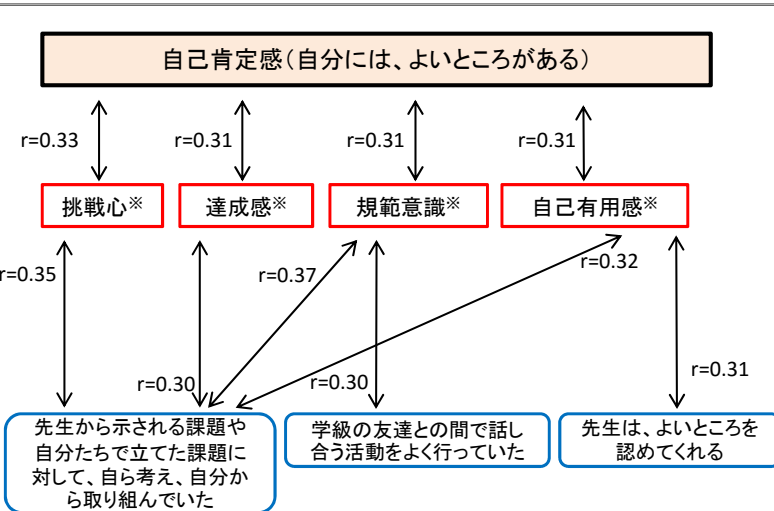 自己肯定感(自分には、よいところがある)
r=0.33
r=0.31
r=0.31
r=0.31
挑戦心※
達成感※
規範意識※
自己有用感※
r=0.35
r=0.37
r=0.32
r=0.30
r=0.30
r=0.31
先生から示される課題や
自分たちで立てた課題に
対して、自ら考え、自分か
ら取り組んでいた
学級の友達との間で話し
合う活動をよく行っていた
先生は、よいところを
認めてくれる